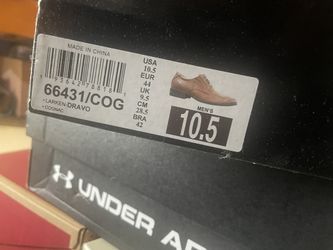 MADE IN CHINA
66431/COG
• LARKEN-DRAVO
• COGNAC
USA
10.5
EUR
44
UK
9.5
CM
28.5
BRA
42
MEN'S
10.5
UNDER AR